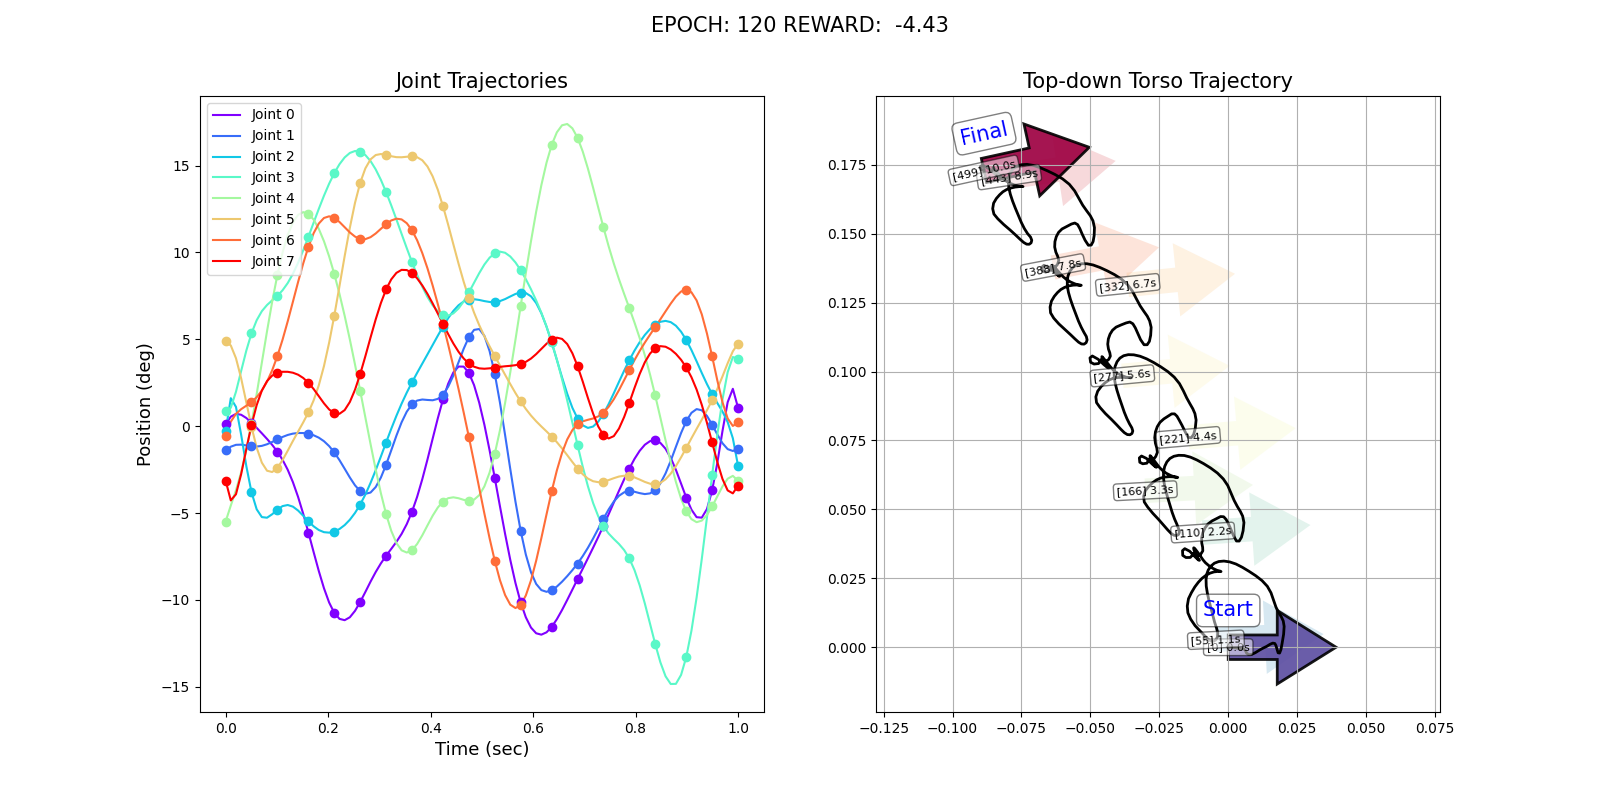 EPOCH: 120 REWARD:  -4.43
Joint Trajectories
Joint 0
Joint 1
Joint 2
Joint 3
Joint 4
Joint 5
Joint 6
Joint 7
15
10
5
0
−5
−10
−15
Position (deg)
0.0
0.2
0.4
0.6
0.8
1.0
Time (sec)
Top-down Torso Trajectory
0.175
0.150
0.125
0.100
0.075
0.050
0.025
0.000
−0.125
−0.100
−0.075
−0.050
−0.025
0.000
0.025
0.050
0.075
Final
[499] 10.0s
[443] 8.9s
[388] 7.8s
[332] 6.7s
[277] 5.6s
[221] 4.4s
[166] 3.3s
[110] 2.2s
Start
[55] 1.1s
[0] 0.0s